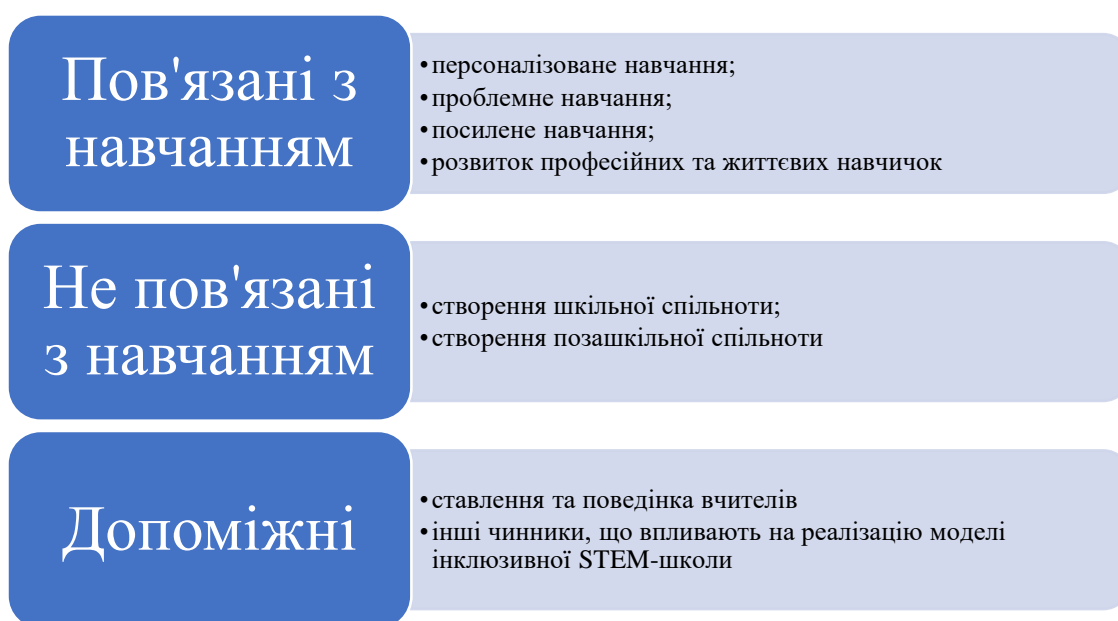 Пов'язані з
навчанням
•персоналізоване навчання;
•проблемне навчання;
•посилене навчання;
•розвиток професійних та життєвих навчичок
Не пов'язані
з навчанням
•створення шкільної спільноти;
•створення позашкільної спільноти
Допоміжні
•ставлення та поведінка вчителів
•інші чинники, що впливають на реалізацію моделі
інклюзивної STEM-школи